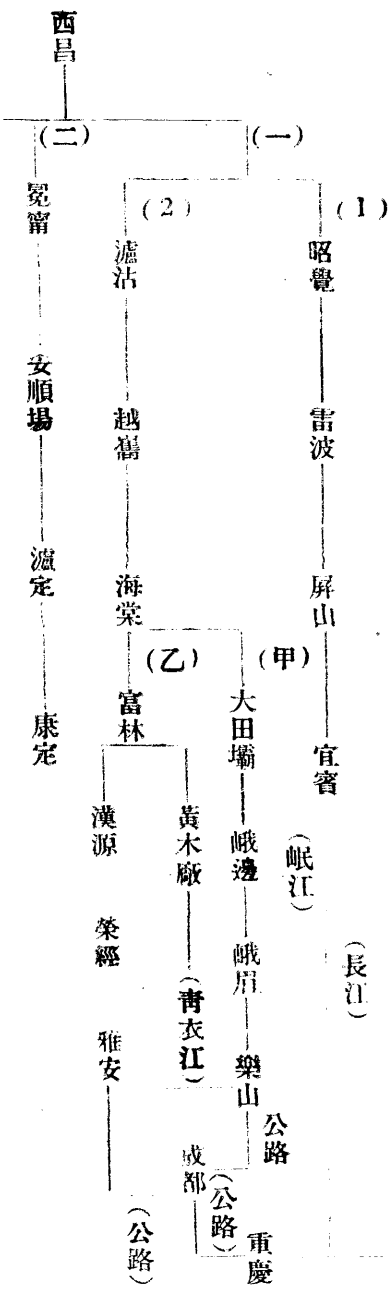 西昌
(一)
(1)
昭覺
雷波
屏山
宜賓
(岷江)
(長江)
(2)
瀘沽
越嶲
海棠
(甲)
大田壩
峨邊
峨眉
樂山
公路
重慶
(乙)
富林
黃木廠
(青衣江)
成都
(公路)
漢源
榮經
雅安
(公路)
(二)
冕甯
安順場
瀘定
康定